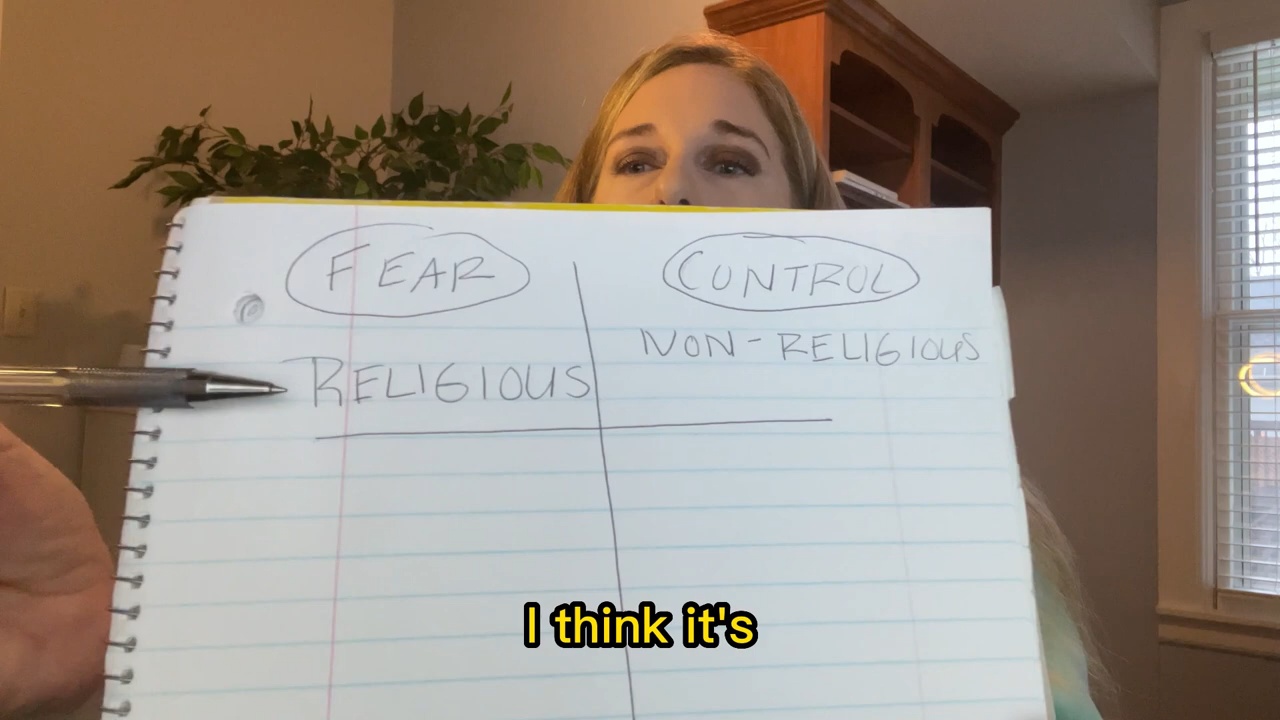 FEAR
CONTROL
NON-RELIGIOUS
RELIGIOUS
I think it's